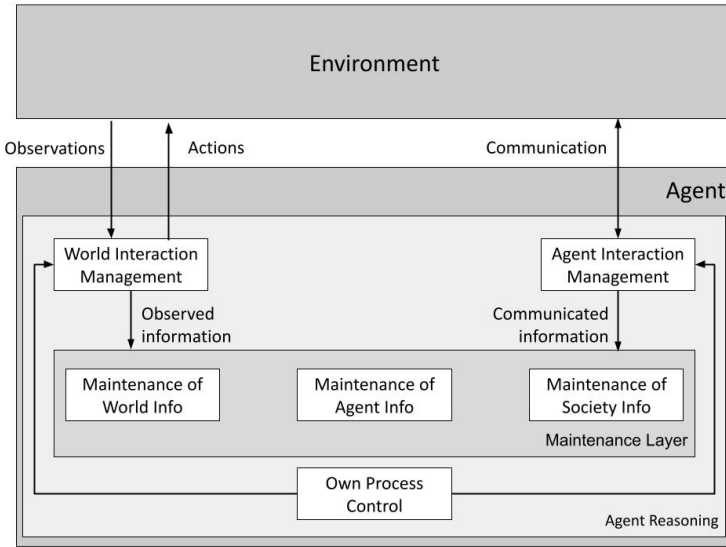 Environment
Observations
Actions
Communication
Agent
World Interaction
Management
Agent Interaction
Management
Observed
information
Communicated
information
Maintenance of
World Info
Maintenance of
Agent Info
Maintenance of
Society Info
Maintenance Layer
Own Process
Control
Agent Reasoning